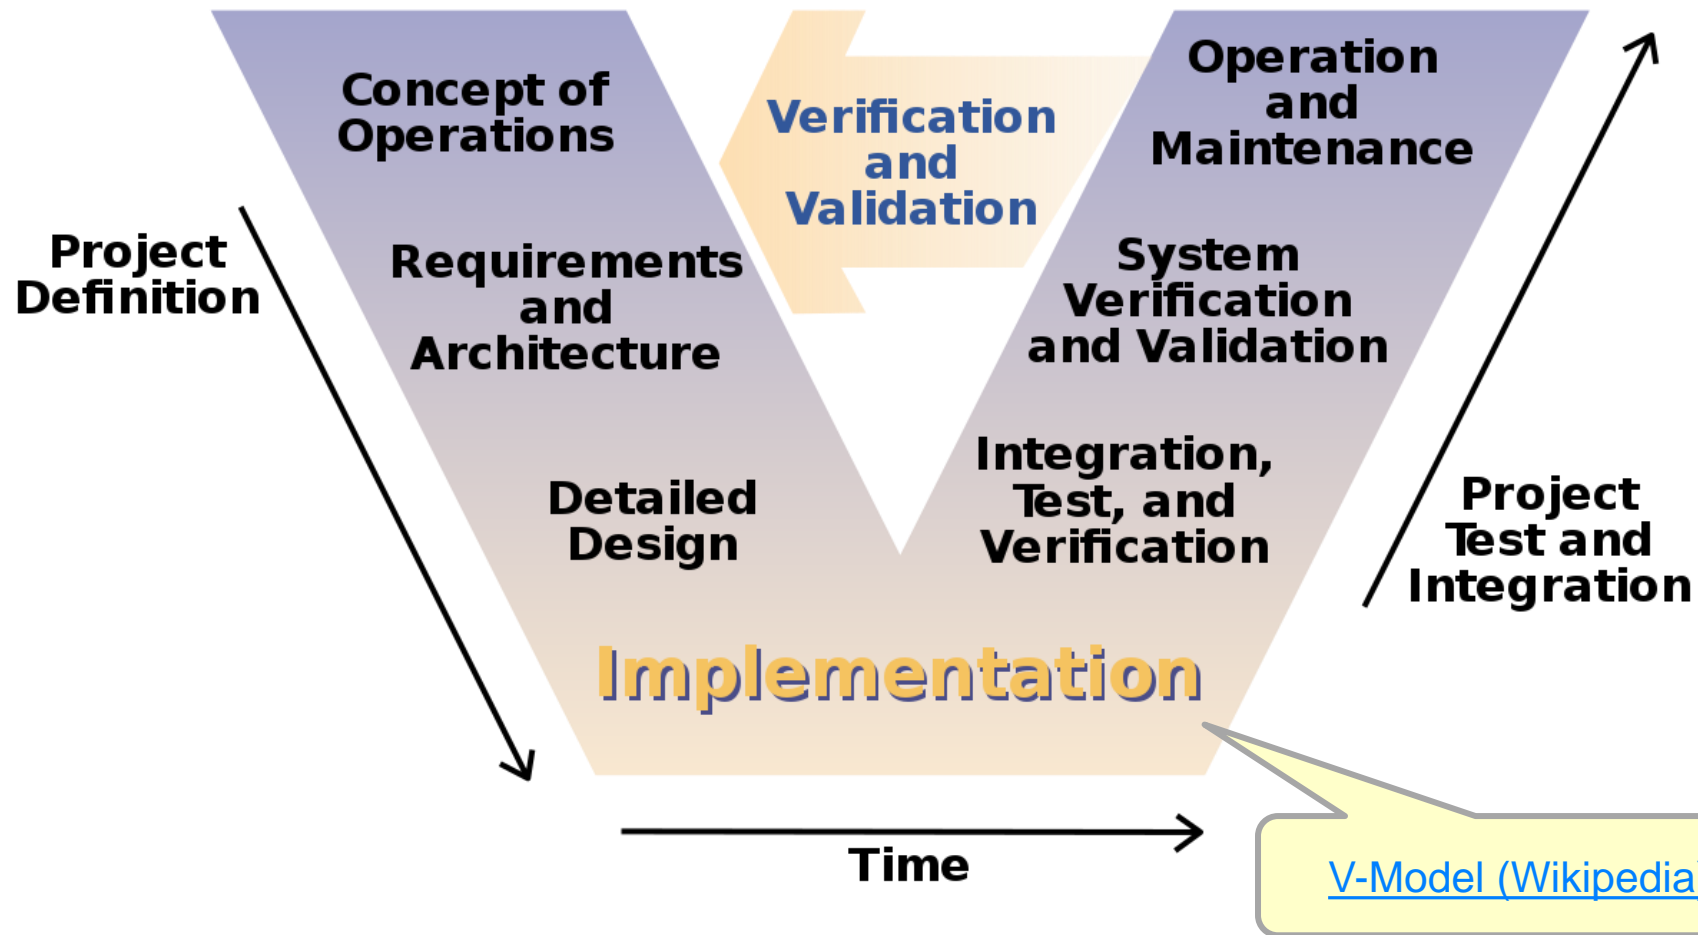 Concept of
Operations
Verification
and
Validation
Operation
and
Maintenance
Project
Definition
Requirements
and
Architecture
System
Verification
and Validation
Detailed
Design
Integration,
Test, and
Verification
Project
Test and
Integration
Implementation
Time
V-Model (Wikipedia)